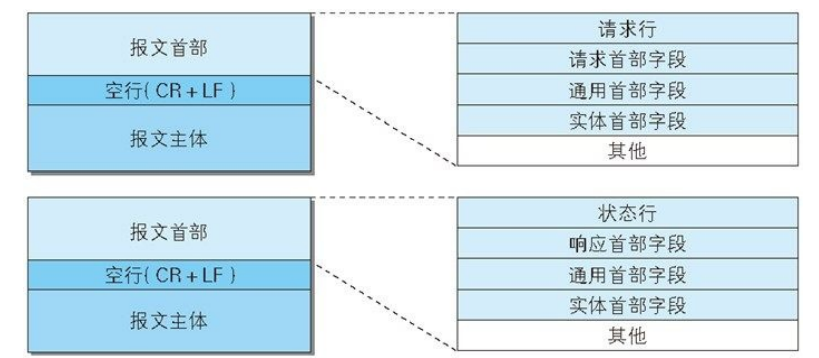 报文首部
空行( CR + LF )
报文主体
请求行
请求首部字段
通用首部字段
实体首部字段
其他
报文首部
空行( CR + LF )
报文主体
状态行
响应首部字段
通用首部字段
实体首部字段
其他